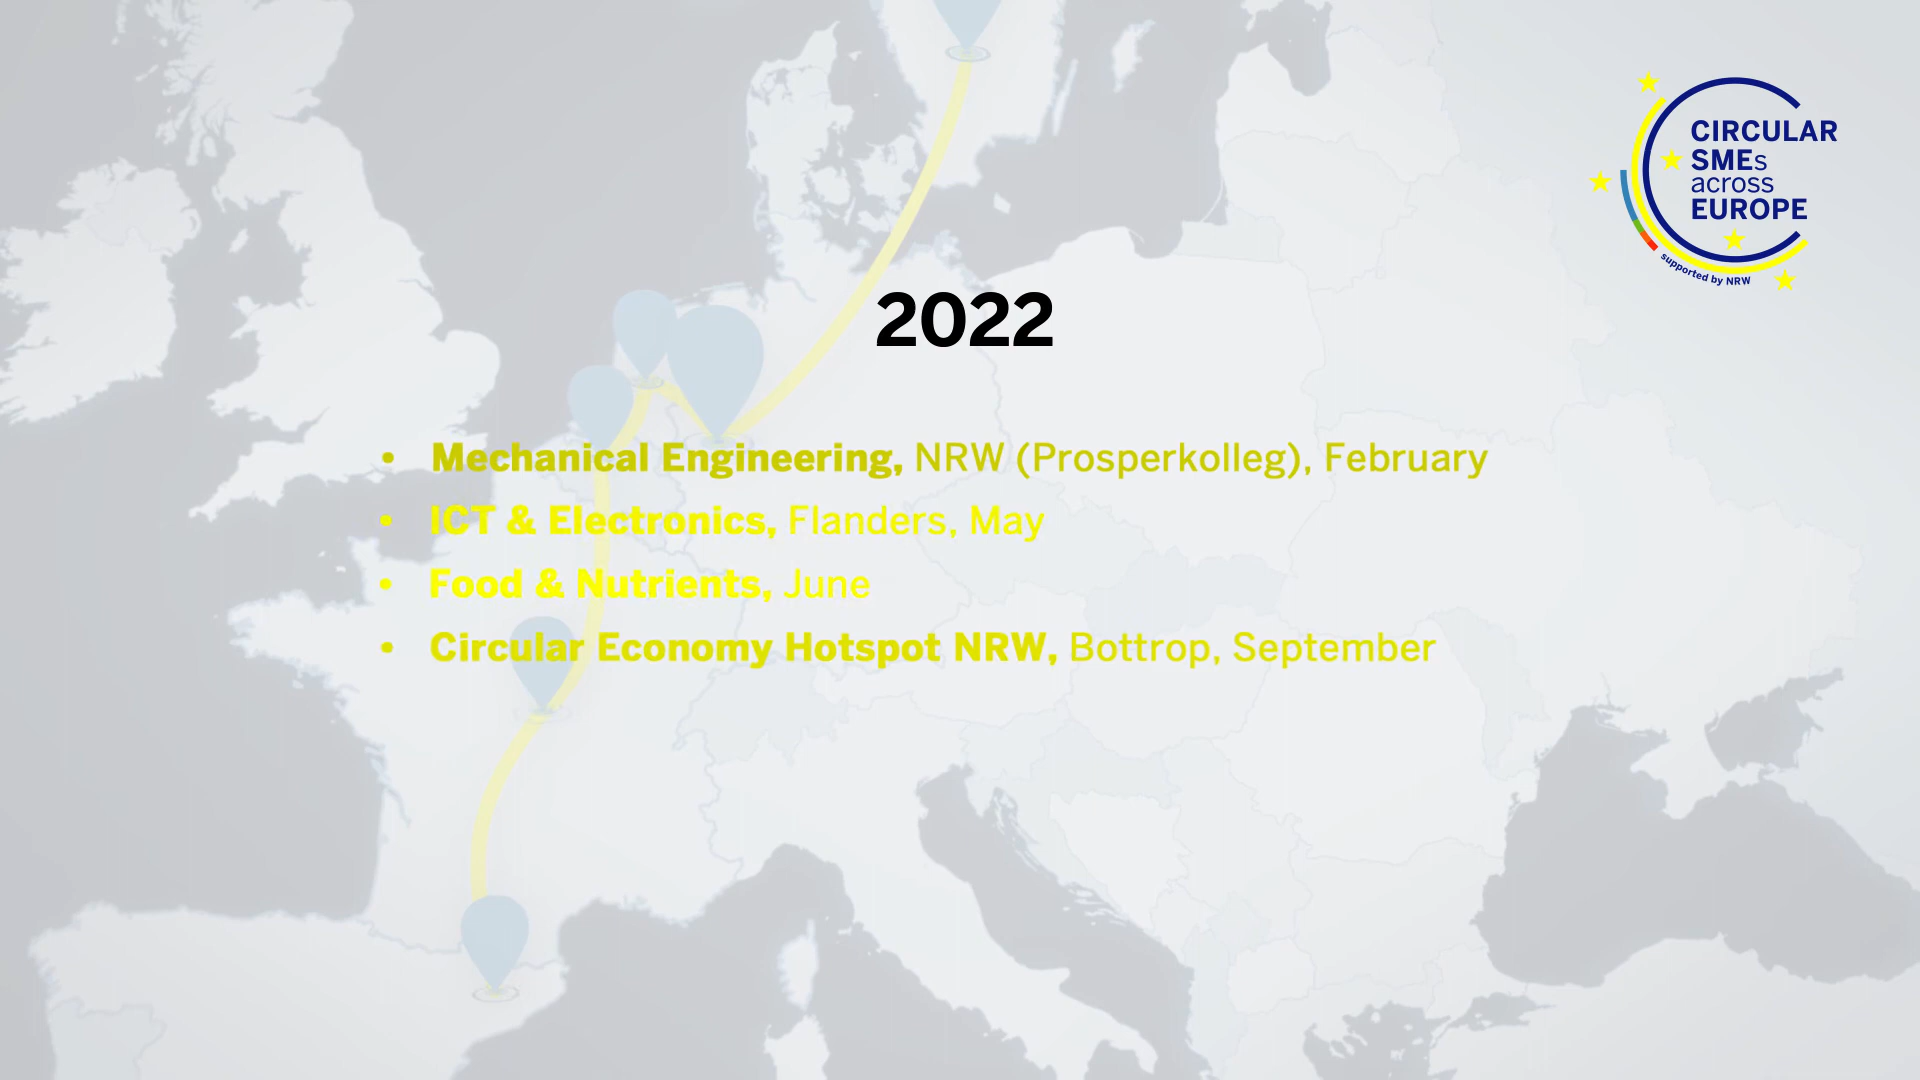 CIRCULAR
SMEs
across
EUROPE
supported by NRW
2022
• Mechanical Engineering, NRW (Prosperkolleg), February
• ICT & Electronics, Flanders, May
• Food & Nutrients, June
• Circular Economy Hotspot NRW, Bottrop, September